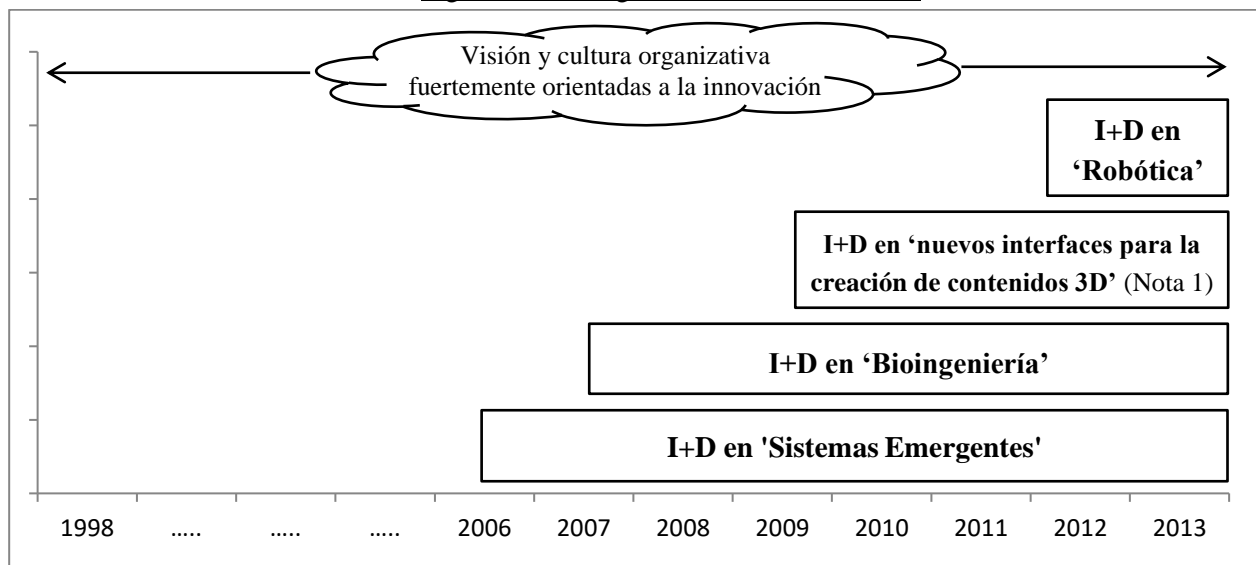 Visión y cultura organizativa
fuertemente orientadas a la innovación
I+D en
‘Robótica’
I+D en ‘nuevos interfaces para la
creación de contenidos 3D’ (Nota 1)
I+D en ‘Bioingeniería’
I+D en 'Sistemas Emergentes'
1998 ..... ..... ..... 2006 2007 2008 2009 2010 2011 2012 2013